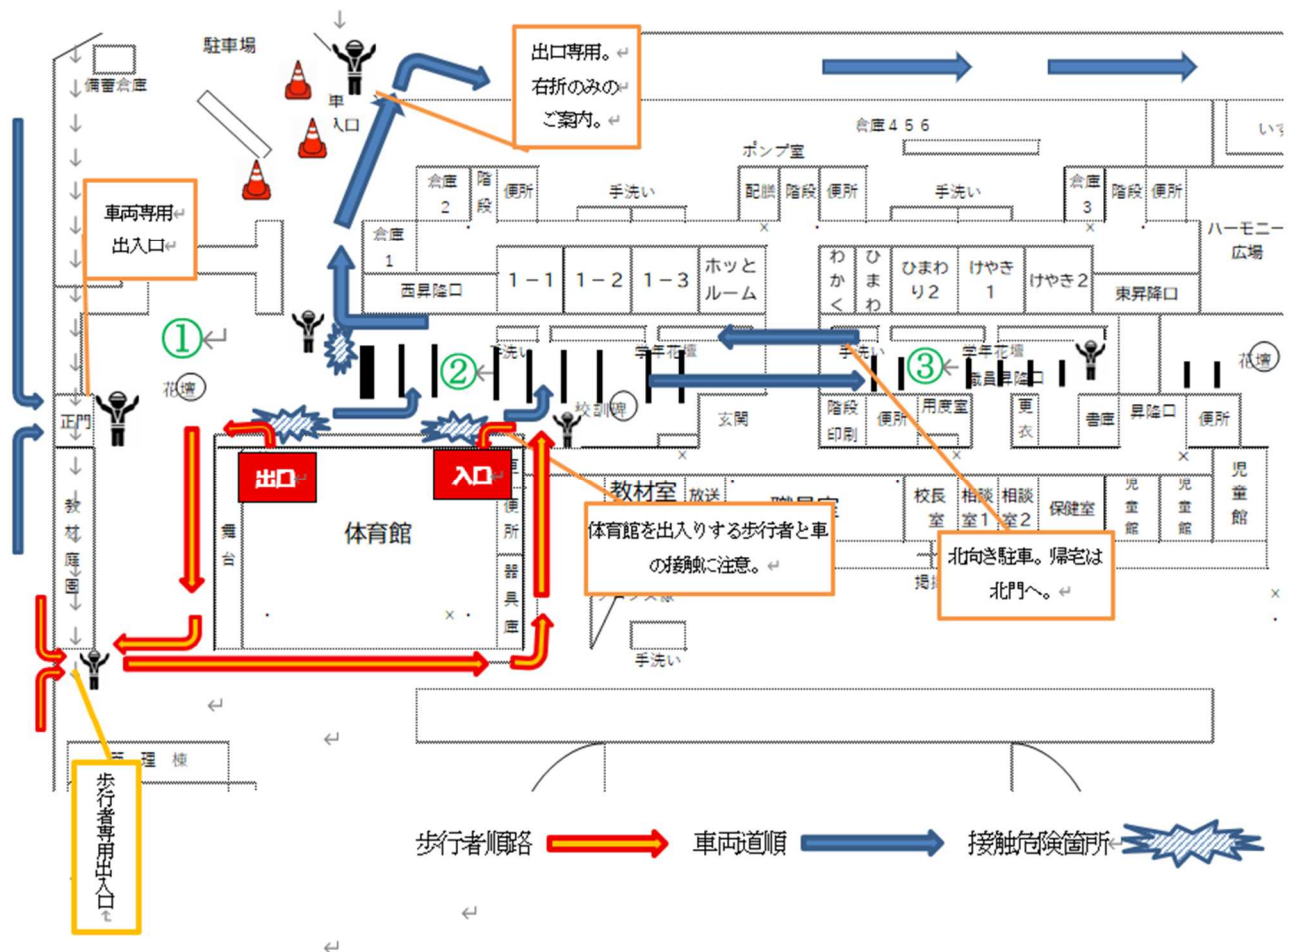 駐車場
備蓄倉庫
車
入口
出口専用。
右折のみの
ご案内。
倉庫４５６
ポンプ室
車両専用
出入口
倉庫
2
階段
便所
手洗い
配膳
階段
便所
手洗い
倉庫
3
階段
便所
ハーモニー
広場
倉庫
1
西昇降口
１－１
１－２
１－３
ホッと
ルーム
わかく
ひまわ
ひまわ
り２
けやき
１
けやき２
東昇降口
①
②
手洗い
学年花壇
手洗い
③
学年花壇
職員昇降口
花壇
花壇
校訓碑
正門
玄関
階段
印刷
便所
用度室
更衣
書庫
昇降口
便所
出口
入口
便所
教材室
放送
校長
室
相談
室1
相談
室2
保健室
児童館
児童館
児童館
教材庭園
舞台
体育館
器具庫
体育館を出入りする歩行者と車
の接触に注意。
北向き駐車。帰宅は
北門へ。
手洗い
理棟
歩行者専用出入口
歩行者順路
車両道順
接触危険箇所